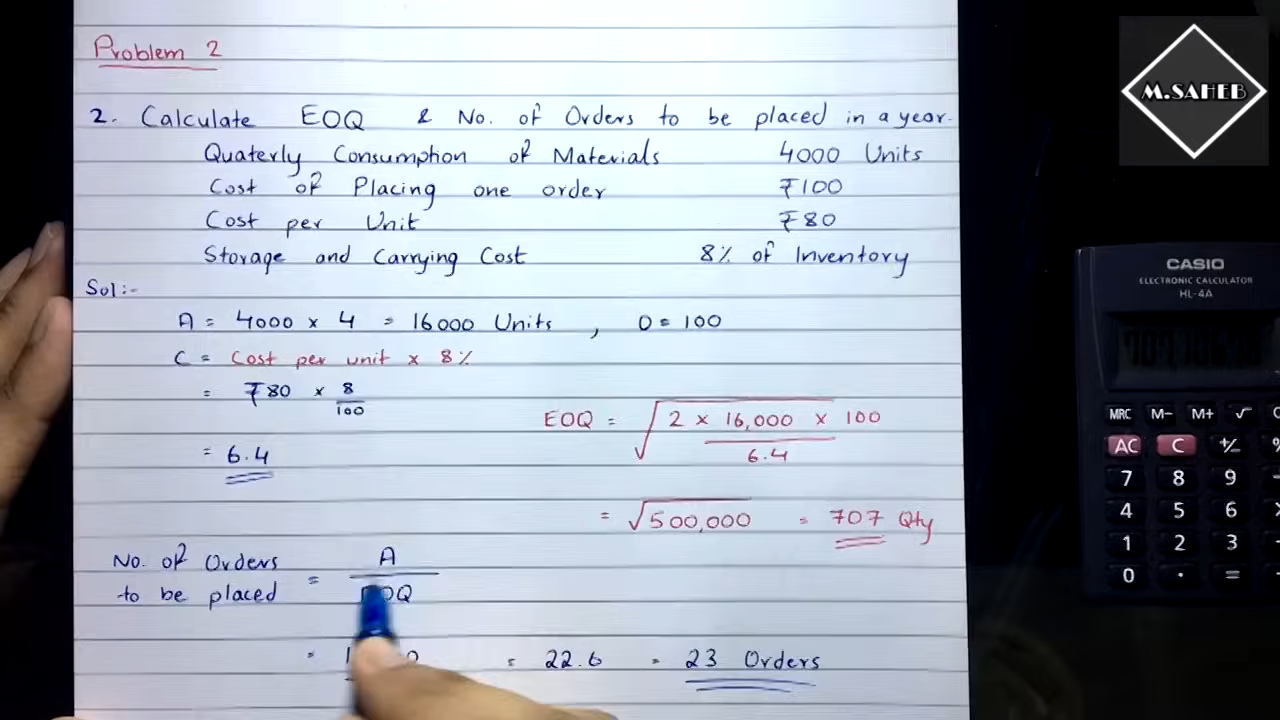 Problem 2
2. Calculate EOQ & No. of Orders to be placed in a year.
Quaterly Consumption of Materials 4000 Units
Cost of Placing one order ₹100
Cost per Unit ₹80
Storage and Carrying Cost 8% of Inventory
Sol:-
A = 4000 × 4 = 16000 Units , O = 100
C = Cost per unit × 8%
= ₹80 × 8/100
= 6.4
EOQ = √ 2 × 16,000 × 100 / 6.4
= √500,000 = 707 Qty
No. of Orders to be placed = A /
= = 22.6 = 23 Orders
M.SAHEB
CASIO
ELECTRONIC CALCULATOR
HL-4A
MRC M− M+ √
AC C +/− %
7 8 9
4 5 6 ×
1 2 3
0 · =